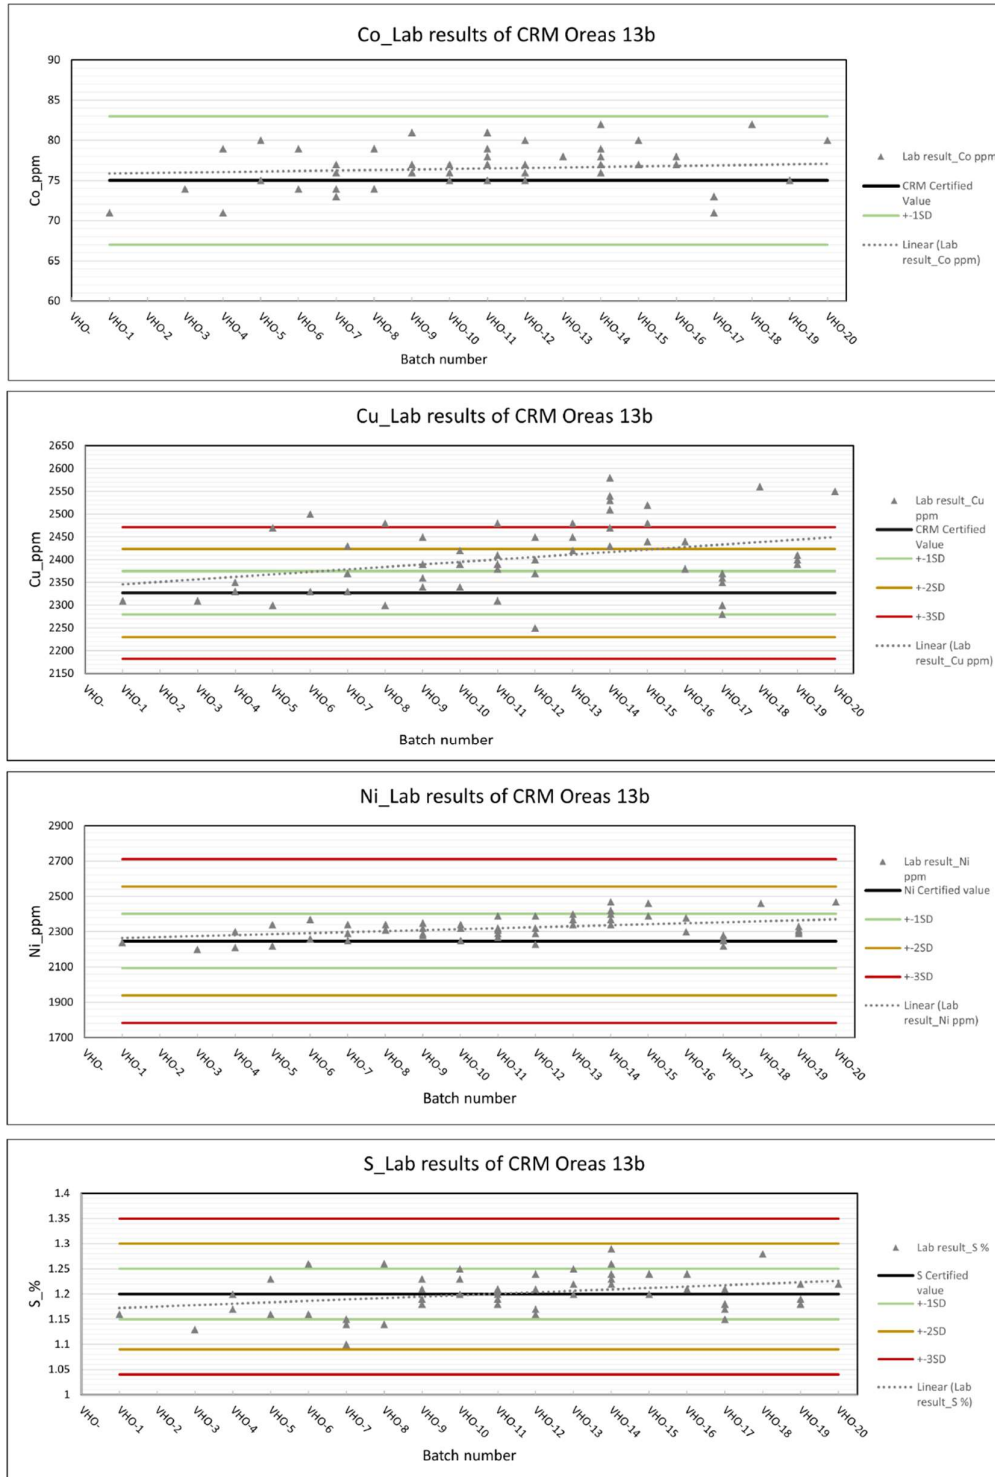 Co_Lab results of CRM Oreas 13b
90
85
80
75
70
65
60
Co_ppm
VHO-
VHO-1
VHO-2
VHO-3
VHO-4
VHO-5
VHO-6
VHO-7
VHO-8
VHO-9
VHO-10
VHO-11
VHO-12
VHO-13
VHO-14
VHO-15
VHO-16
VHO-17
VHO-18
VHO-19
VHO-20
Batch number
Lab result_Co ppm
CRM Certified
Value
+-1SD
Linear (Lab
result_Co ppm)
Cu_Lab results of CRM Oreas 13b
2650
2600
2550
2500
2450
2400
2350
2300
2250
2200
2150
Cu_ppm
VHO-
VHO-1
VHO-2
VHO-3
VHO-4
VHO-5
VHO-6
VHO-7
VHO-8
VHO-9
VHO-10
VHO-11
VHO-12
VHO-13
VHO-14
VHO-15
VHO-16
VHO-17
VHO-18
VHO-19
VHO-20
Batch number
Lab result_Cu
ppm
CRM Certified
Value
+-1SD
+-2SD
+-3SD
Linear (Lab
result_Cu ppm)
Ni_Lab results of CRM Oreas 13b
2900
2700
2500
2300
2100
1900
1700
Ni_ppm
VHO-
VHO-1
VHO-2
VHO-3
VHO-4
VHO-5
VHO-6
VHO-7
VHO-8
VHO-9
VHO-10
VHO-11
VHO-12
VHO-13
VHO-14
VHO-15
VHO-16
VHO-17
VHO-18
VHO-19
VHO-20
Batch number
Lab result_Ni
ppm
Ni Certified value
+-1SD
+-2SD
+-3SD
Linear (Lab
result_Ni ppm)
S_Lab results of CRM Oreas 13b
1.4
1.35
1.3
1.25
1.2
1.15
1.1
1.05
1
S_%
VHO-
VHO-1
VHO-2
VHO-3
VHO-4
VHO-5
VHO-6
VHO-7
VHO-8
VHO-9
VHO-10
VHO-11
VHO-12
VHO-13
VHO-14
VHO-15
VHO-16
VHO-17
VHO-18
VHO-19
VHO-20
Batch number
Lab result_S %
S Certified
value
+-1SD
+-2SD
+-3SD
Linear (Lab
result_S %)